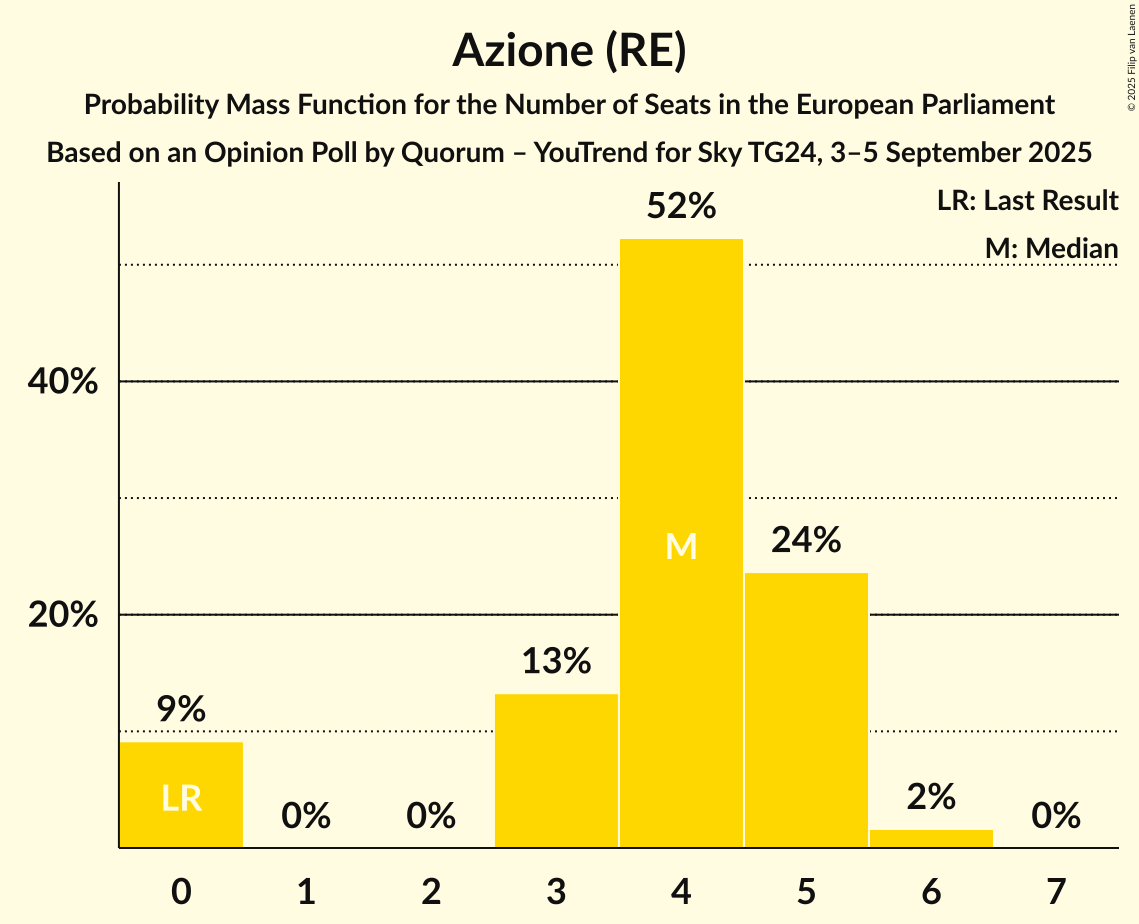 Azione (RE)
Probability Mass Function for the Number of Seats in the European Parliament
Based on an Opinion Poll by Quorum – YouTrend for Sky TG24, 3–5 September 2025
© 2025 Filip van Laenen
LR: Last Result
M: Median
52%
40%
24%
M
20%
13%
9%
LR
0%
0%
2%
0%
0 1 2 3 4 5 6 7